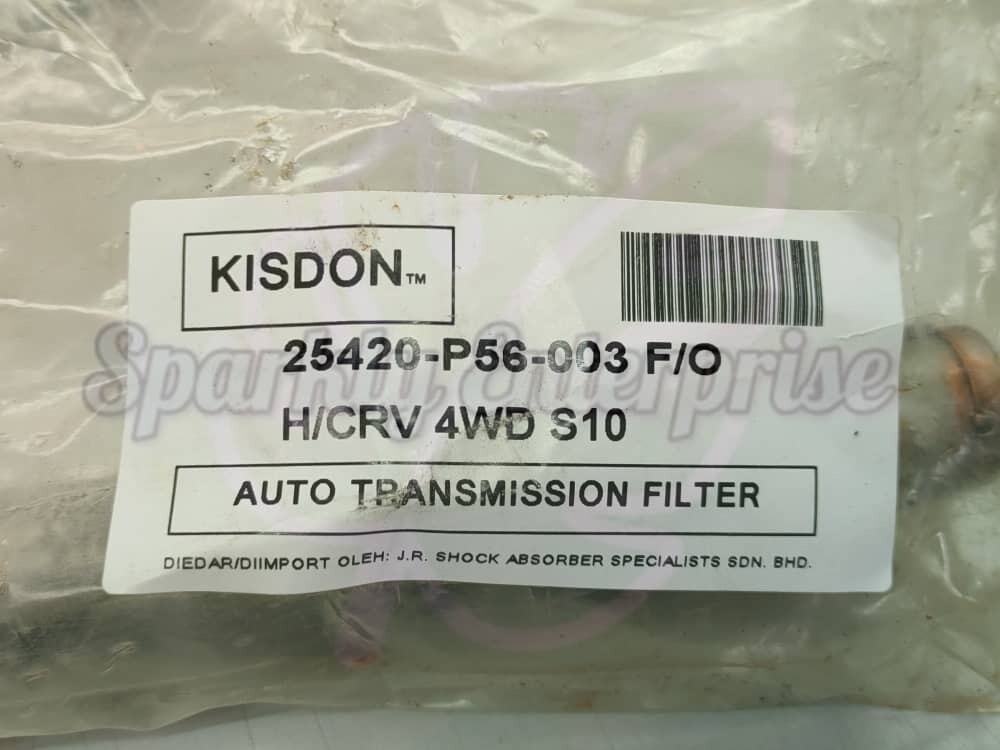 KISDON™
25420-P56-003 F/O
Sparkly Enterprise
H/CRV 4WD S10
AUTO TRANSMISSION FILTER
DIEDAR/DIIMPORT OLEH: J.R. SHOCK ABSORBER SPECIALISTS SDN. BHD.